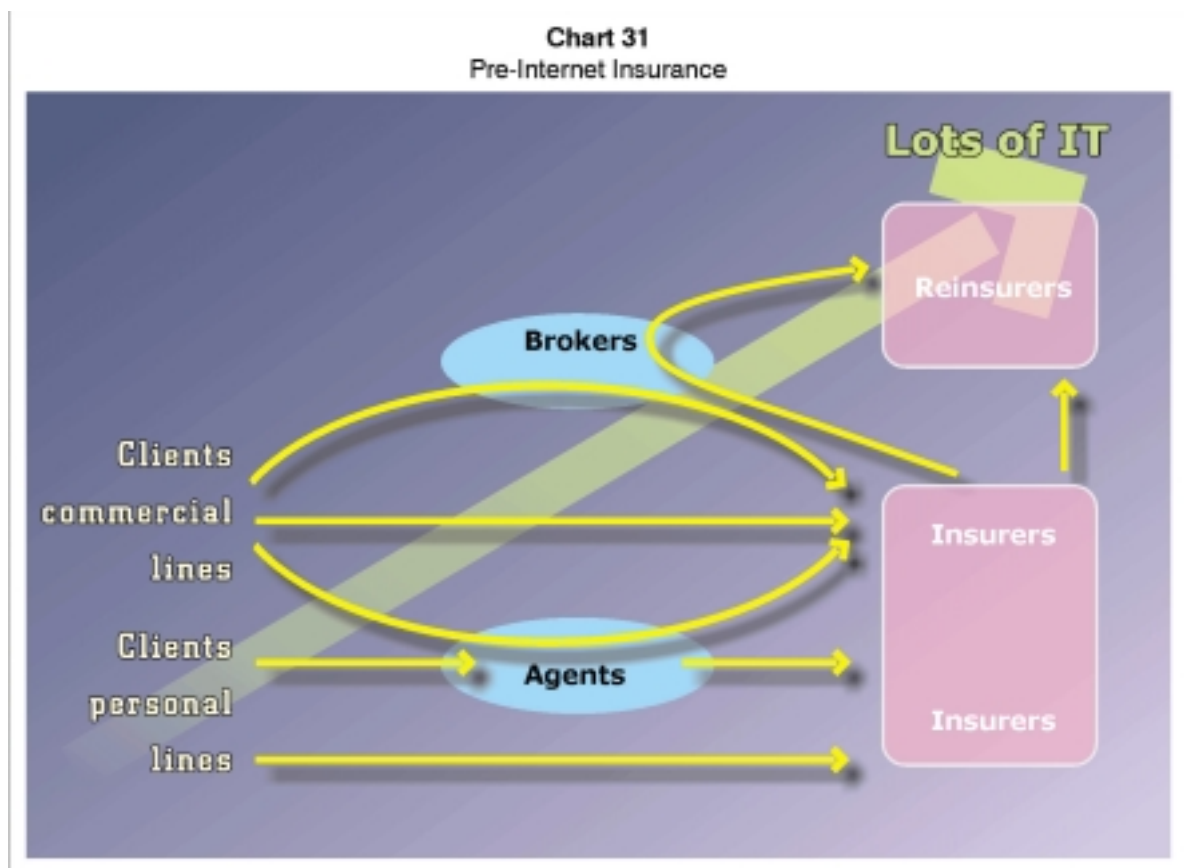 Chart 31
Pre-Internet Insurance
Lots of IT
Reinsurers
Brokers
Clients
commercial
lines
Insurers
Clients
personal
lines
Agents
Insurers